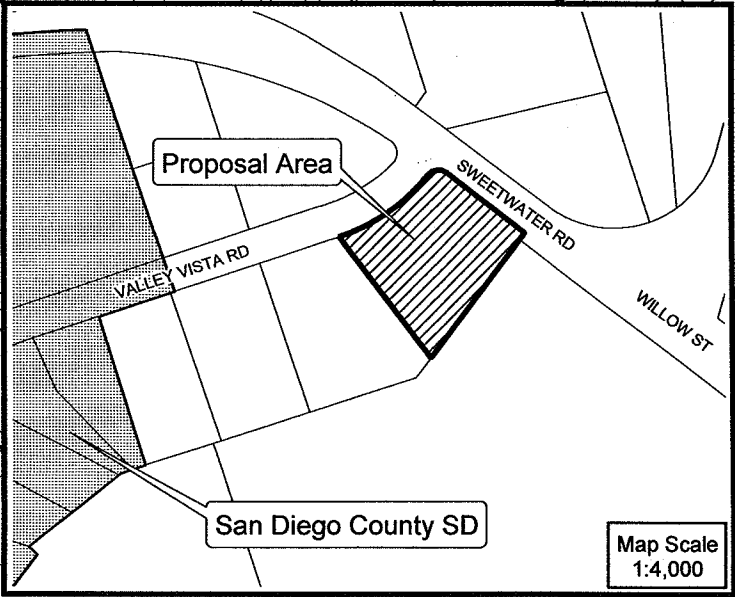 Proposal Area
SWEETWATER RD
VALLEY VISTA RD
WILLOW ST
San Diego County SD
Map Scale
1:4,000